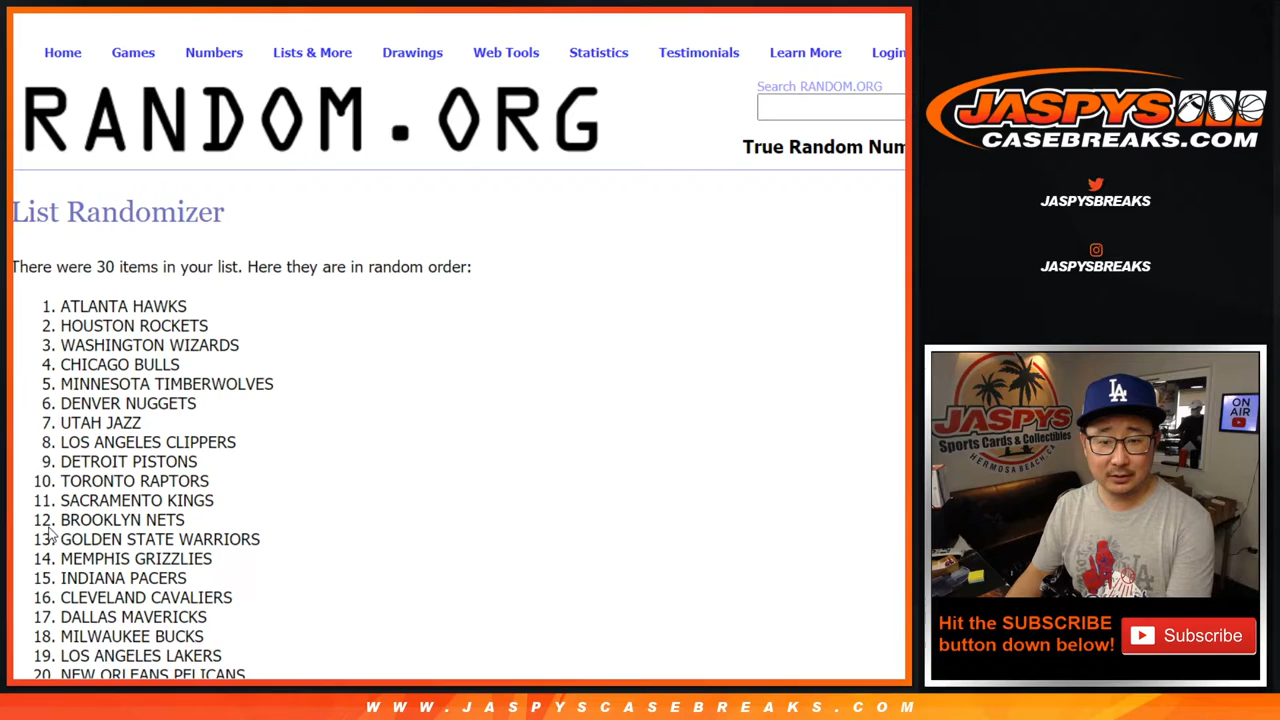 Home Games Numbers Lists & More Drawings Web Tools Statistics Testimonials Learn More Login
RANDOM.ORG
Search RANDOM.ORG
True Random Num
List Randomizer
There were 30 items in your list. Here they are in random order:
1. ATLANTA HAWKS
2. HOUSTON ROCKETS
3. WASHINGTON WIZARDS
4. CHICAGO BULLS
5. MINNESOTA TIMBERWOLVES
6. DENVER NUGGETS
7. UTAH JAZZ
8. LOS ANGELES CLIPPERS
9. DETROIT PISTONS
10. TORONTO RAPTORS
11. SACRAMENTO KINGS
12. BROOKLYN NETS
13. GOLDEN STATE WARRIORS
14. MEMPHIS GRIZZLIES
15. INDIANA PACERS
16. CLEVELAND CAVALIERS
17. DALLAS MAVERICKS
18. MILWAUKEE BUCKS
19. LOS ANGELES LAKERS
20. NEW ORLEANS PELICANS
JASPYS
CASEBREAKS.COM
JASPYSBREAKS
JASPYSBREAKS
JASPYS
Sports Cards & Collectibles
HERMOSA BEACH, CA
LA
ON
AIR
Hit the SUBSCRIBE
button down below!
Subscribe
WWW.JASPYSCASEBREAKS.COM